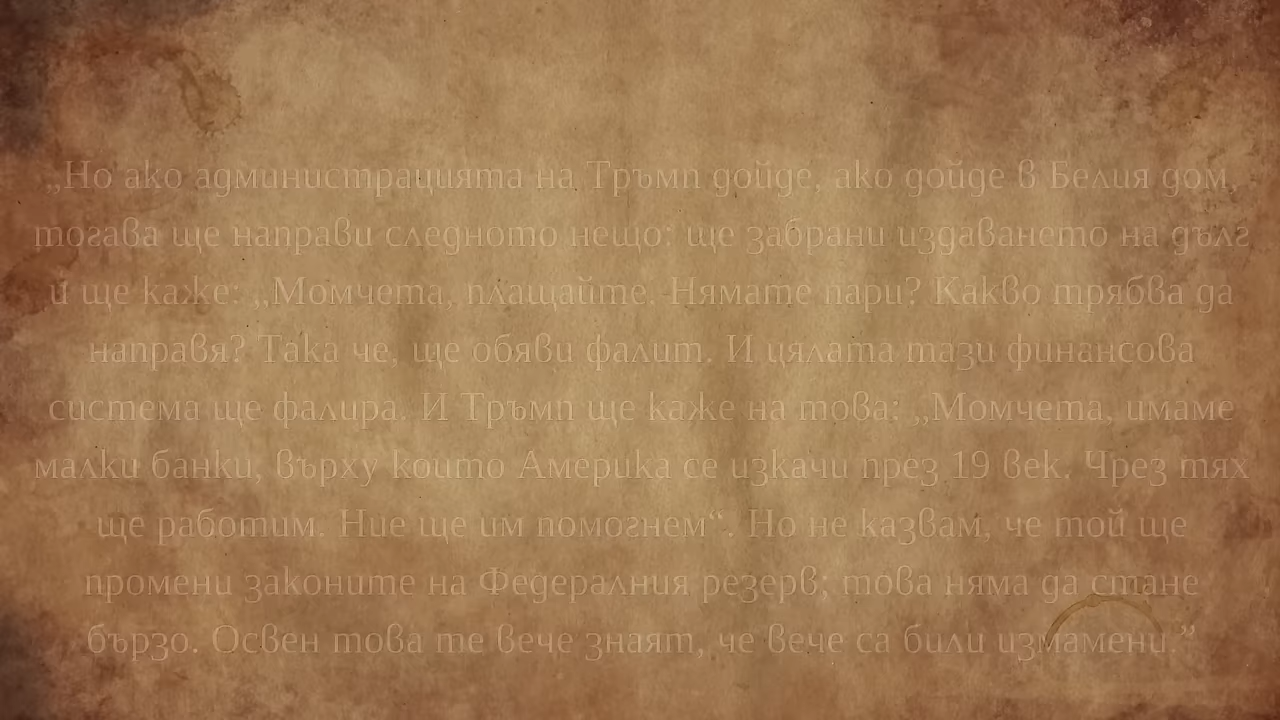 „Но ако администрацията на Тръмп дойде, ако дойде в Белия дом,
тогава ще направи следното нещо: ще забрани издаването на дълг
и ще каже: „Момчета, плащайте. Нямате пари? Какво трябва да
направя? Така че, ще обяви фалит. И цялата тази финансова
система ще фалира. И Тръмп ще каже на това: „Момчета, имаме
малки банки, върху които Америка се изкачи през 19 век. Чрез тях
ще работим. Ние ще им помогнем“. Но не казвам, че той ще
промени законите на Федералния резерв; това няма да стане
бързо. Освен това те вече знаят, че вече са били измамени.”